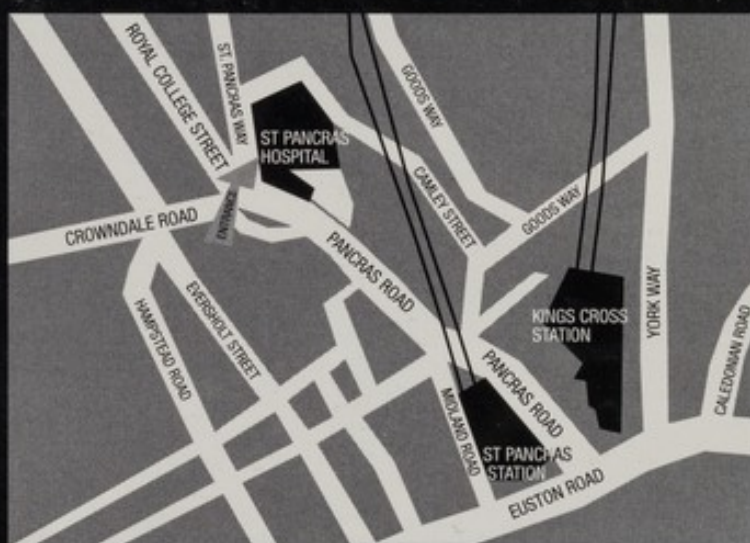 ROYAL COLLEGE STREET
ST. PANCRAS WAY
GOODS WAY
ST PANCRAS
HOSPITAL
CAMLEY STREET
GOODS WAY
ENTRANCE
CROWNDALE ROAD
PANCRAS ROAD
HAMPSTEAD ROAD
EVERSHOLT STREET
KINGS CROSS
STATION
YORK WAY
CALEDONIAN ROAD
PANCRAS ROAD
MIDLAND ROAD
ST PANCRAS
STATION
EUSTON ROAD